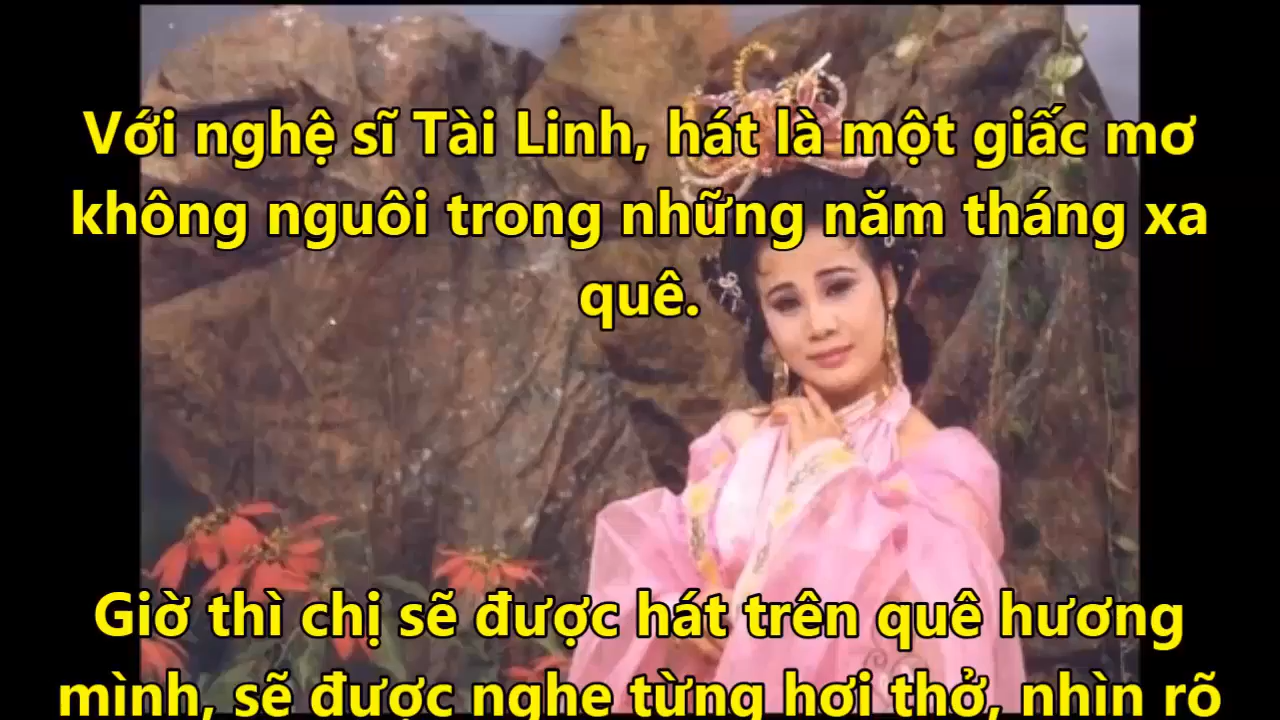 Với nghệ sĩ Tài Linh, hát là một giấc mơ
không nguôi trong những năm tháng xa
quê.
Giờ thì chị sẽ được hát trên quê hương
mình, sẽ được nghe từng hơi thở, nhìn rõ